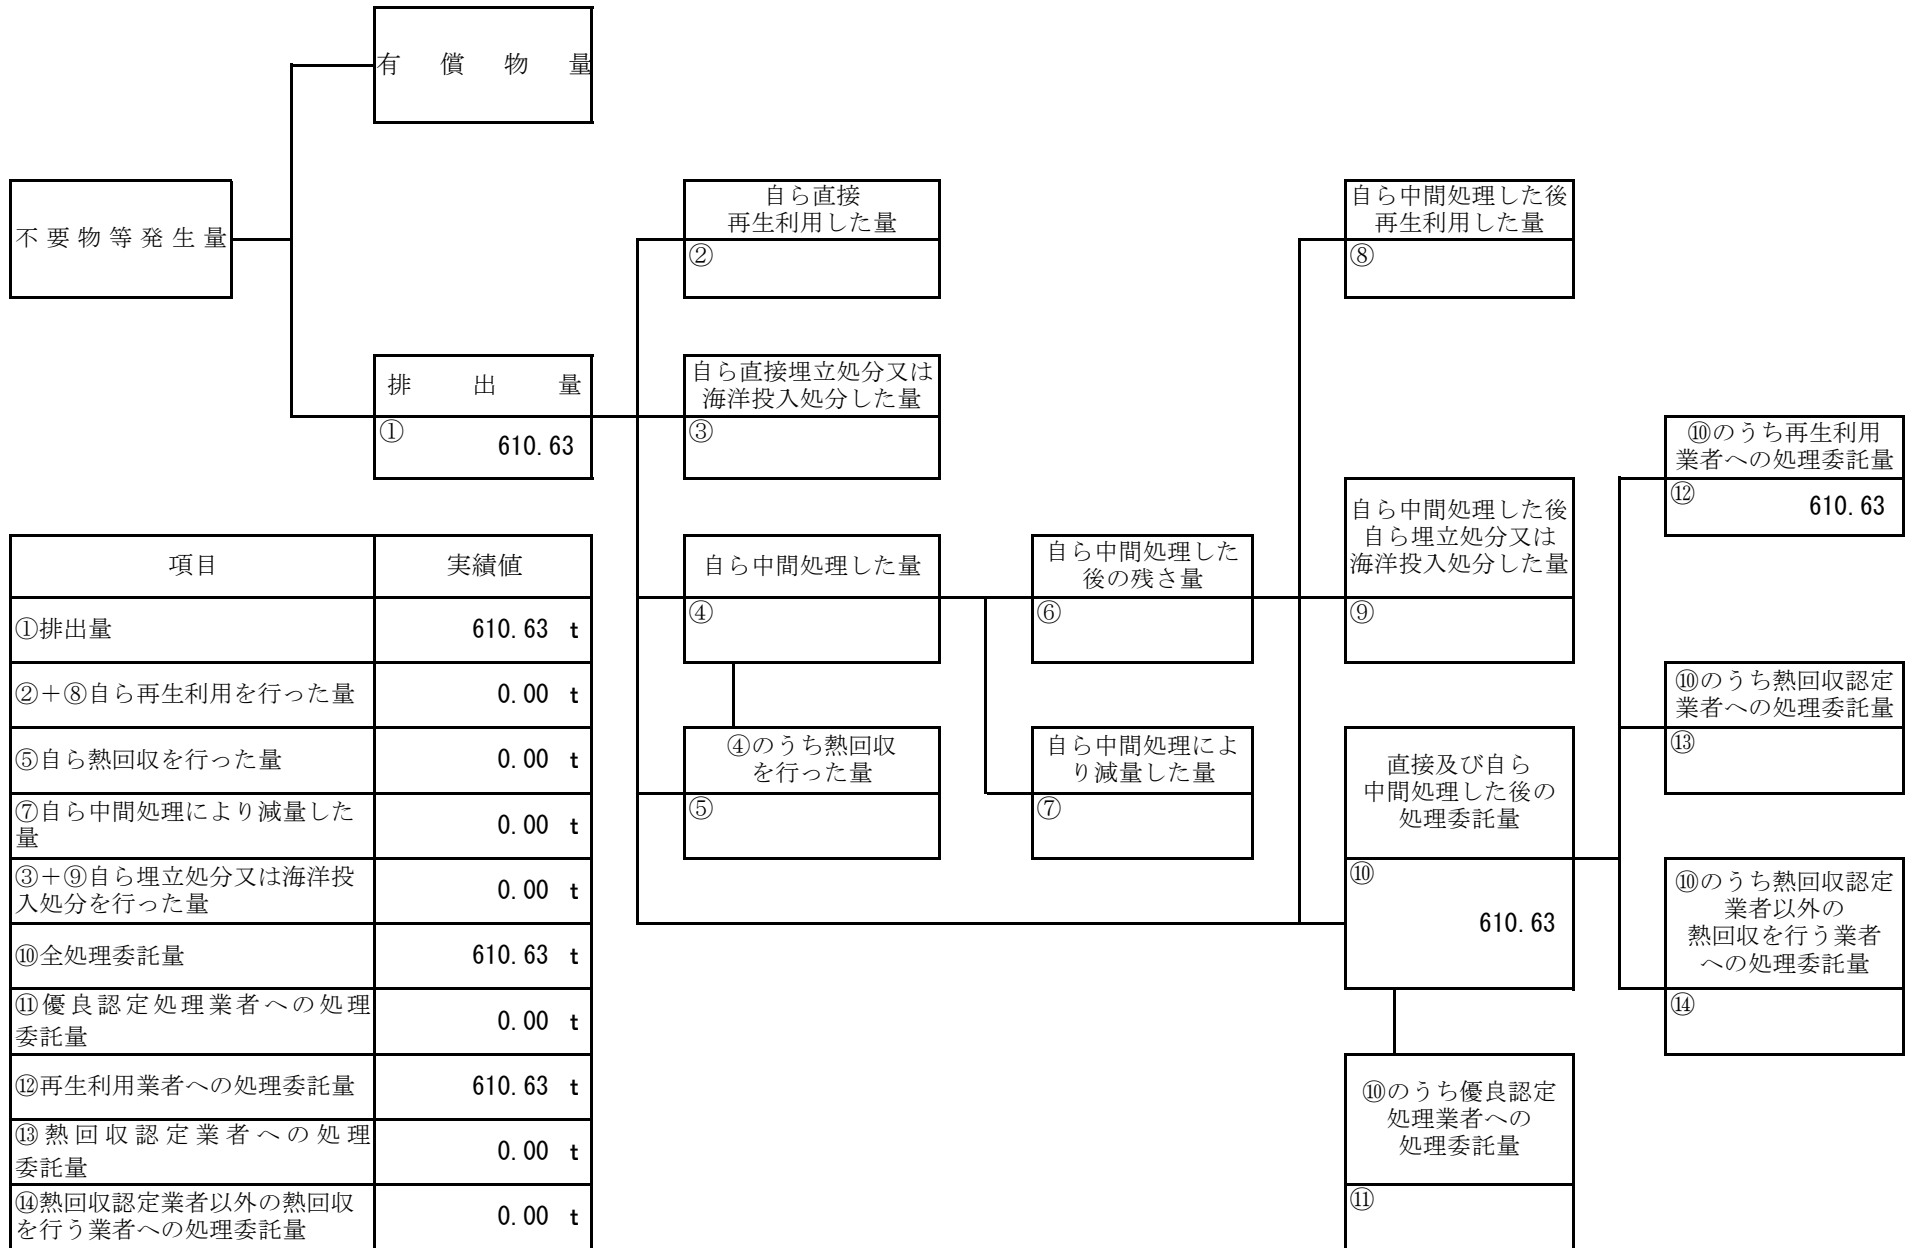 有償物量
不要物等発生量
排出量
①
610.63
自ら直接
再生利用した量
②
自ら直接埋立処分又は
海洋投入処分した量
③
自ら中間処理した量
④
④のうち熱回収
を行った量
⑤
自ら中間処理した
後の残さ量
⑥
自ら中間処理によ
り減量した量
⑦
自ら中間処理した後
再生利用した量
⑧
自ら中間処理した後
自ら埋立処分又は
海洋投入処分した量
⑨
直接及び自ら
中間処理した後の
処理委託量
⑩
610.63
⑩のうち優良認定
処理業者への
処理委託量
⑪
⑩のうち再生利用
業者への処理委託量
⑫
610.63
⑩のうち熱回収認定
業者への処理委託量
⑬
⑩のうち熱回収認定
業者以外の
熱回収を行う業者
への処理委託量
⑭
項目 実績値
①排出量 610.63 t
②＋⑧自ら再生利用を行った量 0.00 t
⑤自ら熱回収を行った量 0.00 t
⑦自ら中間処理により減量した
量 0.00 t
③＋⑨自ら埋立処分又は海洋投
入処分を行った量 0.00 t
⑩全処理委託量 610.63 t
⑪優良認定処理業者への処理
委託量 0.00 t
⑫再生利用業者への処理委託量 610.63 t
⑬熱回収認定業者への処理
委託量 0.00 t
⑭熱回収認定業者以外の熱回収
を行う業者への処理委託量 0.00 t